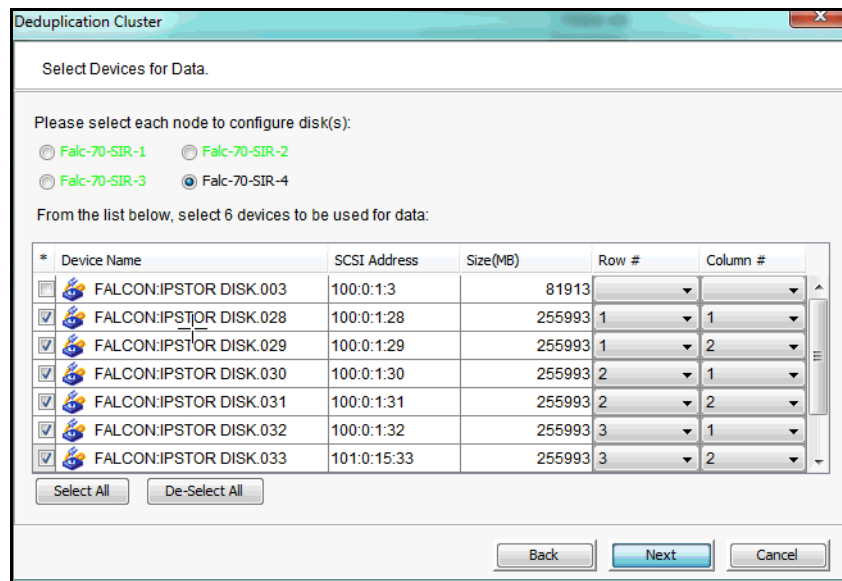 Deduplication Cluster
Select Devices for Data.
Please select each node to configure disk(s):
Falc-70-SIR-1 Falc-70-SIR-2
Falc-70-SIR-3 Falc-70-SIR-4
From the list below, select 6 devices to be used for data:
* Device Name SCSI Address Size(MB) Row # Column #
FALCON:IPSTOR DISK.003 100:0:1:3 81913
FALCON:IPSTOR DISK.028 100:0:1:28 255993 1 1
FALCON:IPSTOR DISK.029 100:0:1:29 255993 1 2
FALCON:IPSTOR DISK.030 100:0:1:30 255993 2 1
FALCON:IPSTOR DISK.031 100:0:1:31 255993 2 2
FALCON:IPSTOR DISK.032 100:0:1:32 255993 3 1
FALCON:IPSTOR DISK.033 101:0:15:33 255993 3 2
Select All De-Select All
Back Next Cancel